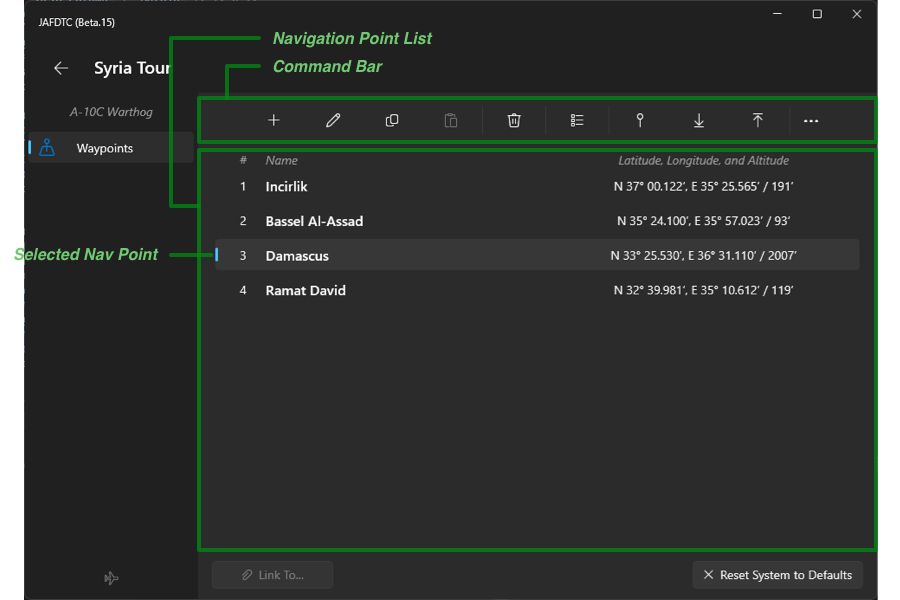 JAFDTC (Beta.15)
Navigation Point List
Command Bar
Syria Tour
A-10C Warthog
Waypoints
# Name Latitude, Longitude, and Altitude
1 Incirlik N 37° 00.122’, E 35° 25.565’ / 191’
2 Bassel Al-Assad N 35° 24.100’, E 35° 57.023’ / 93’
Selected Nav Point
3 Damascus N 33° 25.530’, E 36° 31.110’ / 2007’
4 Ramat David N 32° 39.981’, E 35° 10.612’ / 119’
Link To...
Reset System to Defaults